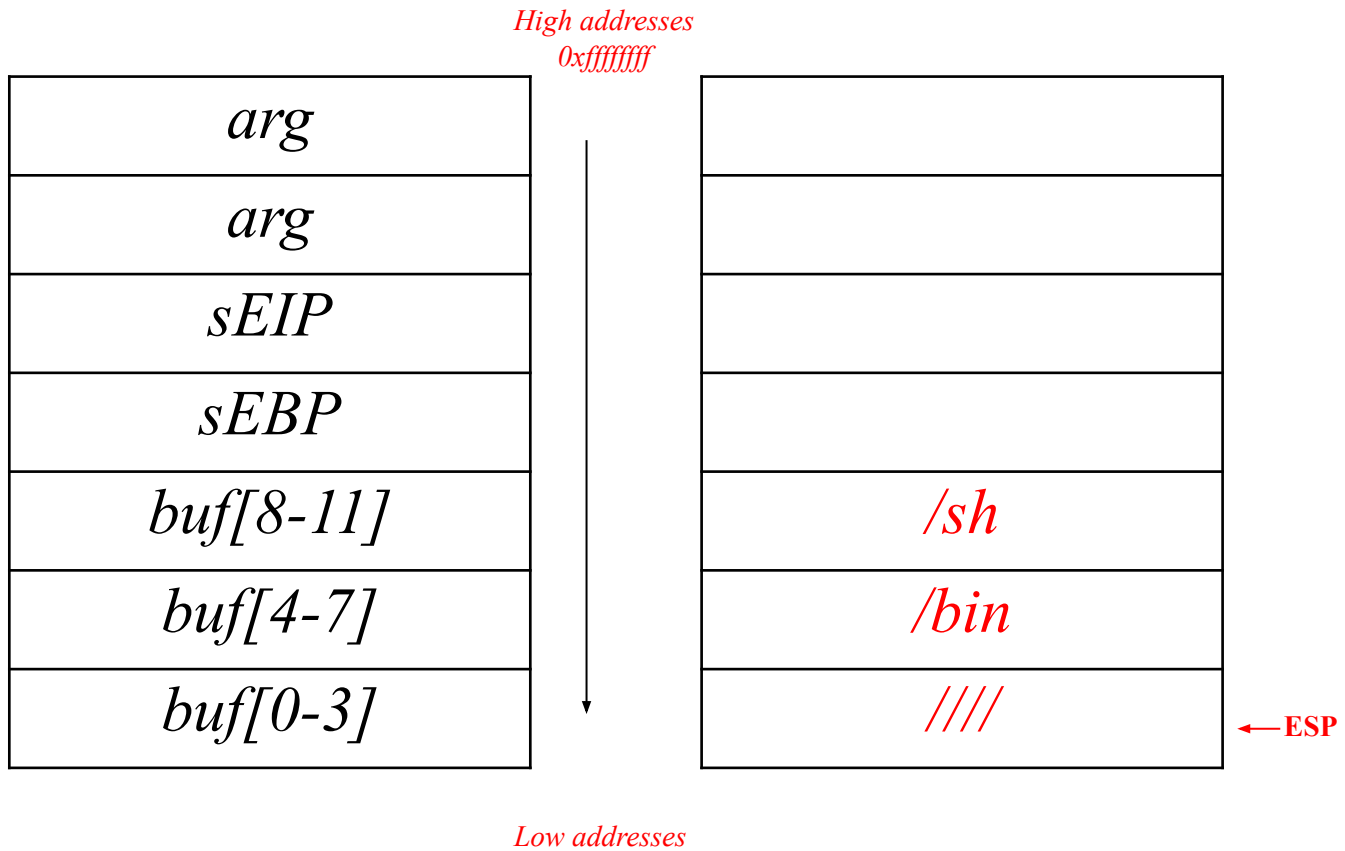 High addresses
0xffffffff
arg
arg
sEIP
sEBP
buf[8-11]
buf[4-7]
buf[0-3]
/sh
/bin
////
ESP
Low addresses